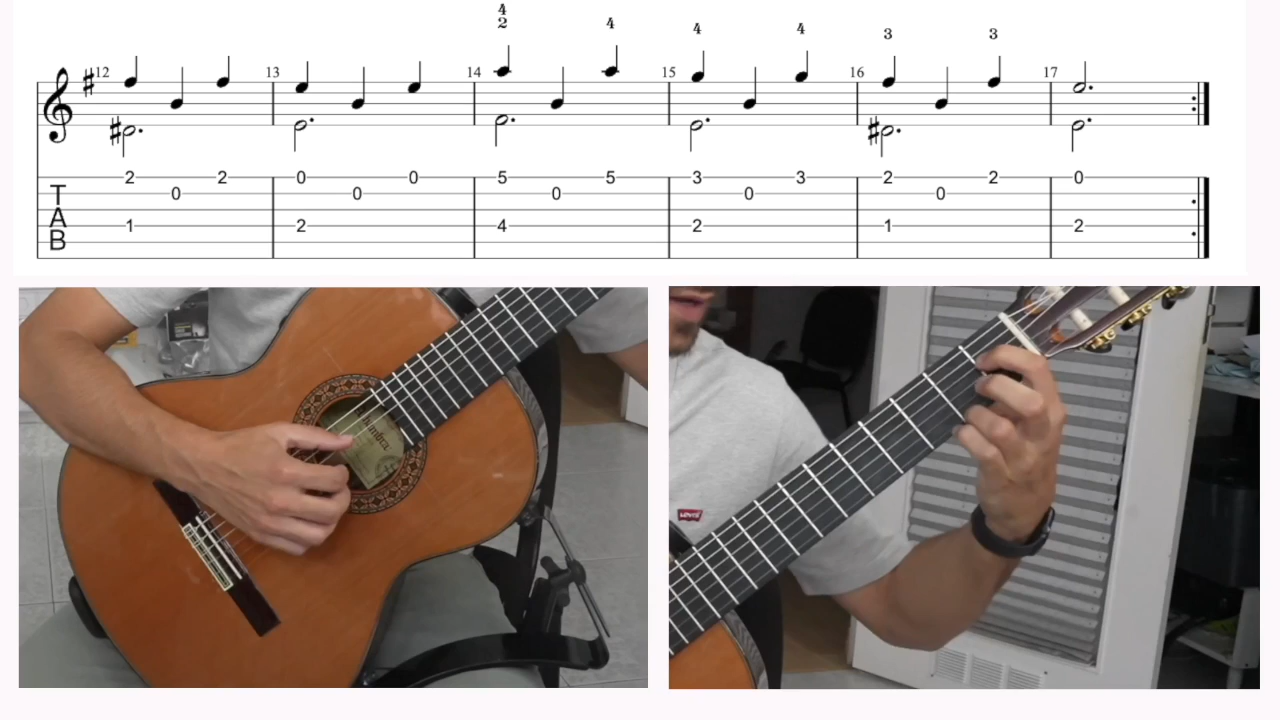 4
2 4 4 4 3 3
12 13 14 15 16 17
2 2 0 0 5 5 3 3 2 2 0
T 0 0 0 0 0
A 1 2 4 2 1 2
B
Levi's